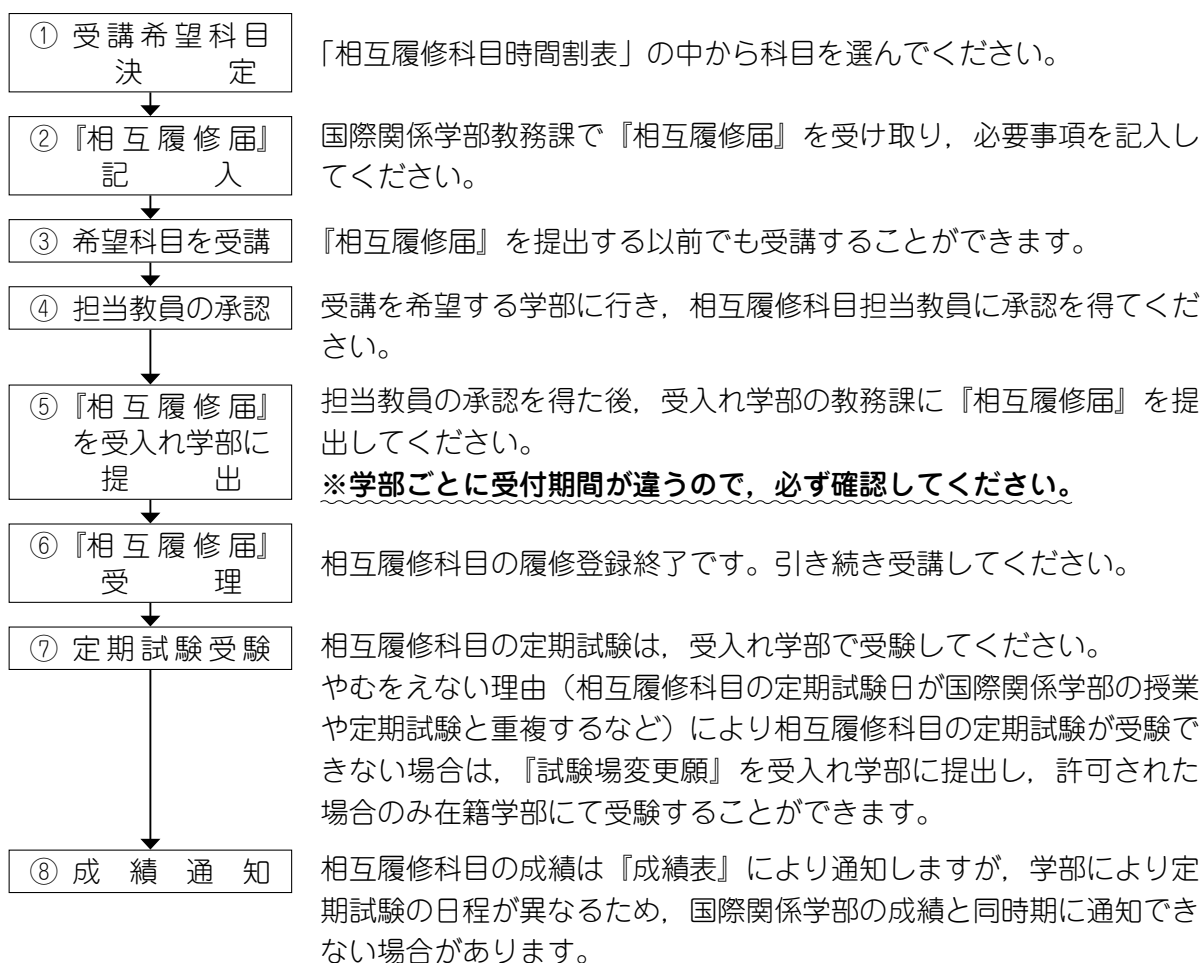 ① 受講希望科目
決定
「相互履修科目時間割表」の中から科目を選んでください。
②『相互履修届』
記入
国際関係学部教務課で『相互履修届』を受け取り，必要事項を記入し
てください。
③ 希望科目を受講
『相互履修届』を提出する以前でも受講することができます。
④ 担当教員の承認
受講を希望する学部に行き，相互履修科目担当教員に承認を得てくだ
さい。
⑤『相互履修届』
を受入れ学部に
提出
担当教員の承認を得た後，受入れ学部の教務課に『相互履修届』を提
出してください。
※学部ごとに受付期間が違うので，必ず確認してください。
⑥『相互履修届』
受理
相互履修科目の履修登録終了です。引き続き受講してください。
⑦ 定期試験受験
相互履修科目の定期試験は，受入れ学部で受験してください。
やむをえない理由（相互履修科目の定期試験日が国際関係学部の授業
や定期試験と重複するなど）により相互履修科目の定期試験が受験で
きない場合は，『試験場変更願』を受入れ学部に提出し，許可された
場合のみ在籍学部にて受験することができます。
⑧ 成績通知
相互履修科目の成績は『成績表』により通知しますが，学部により定
期試験の日程が異なるため，国際関係学部の成績と同時期に通知でき
ない場合があります。